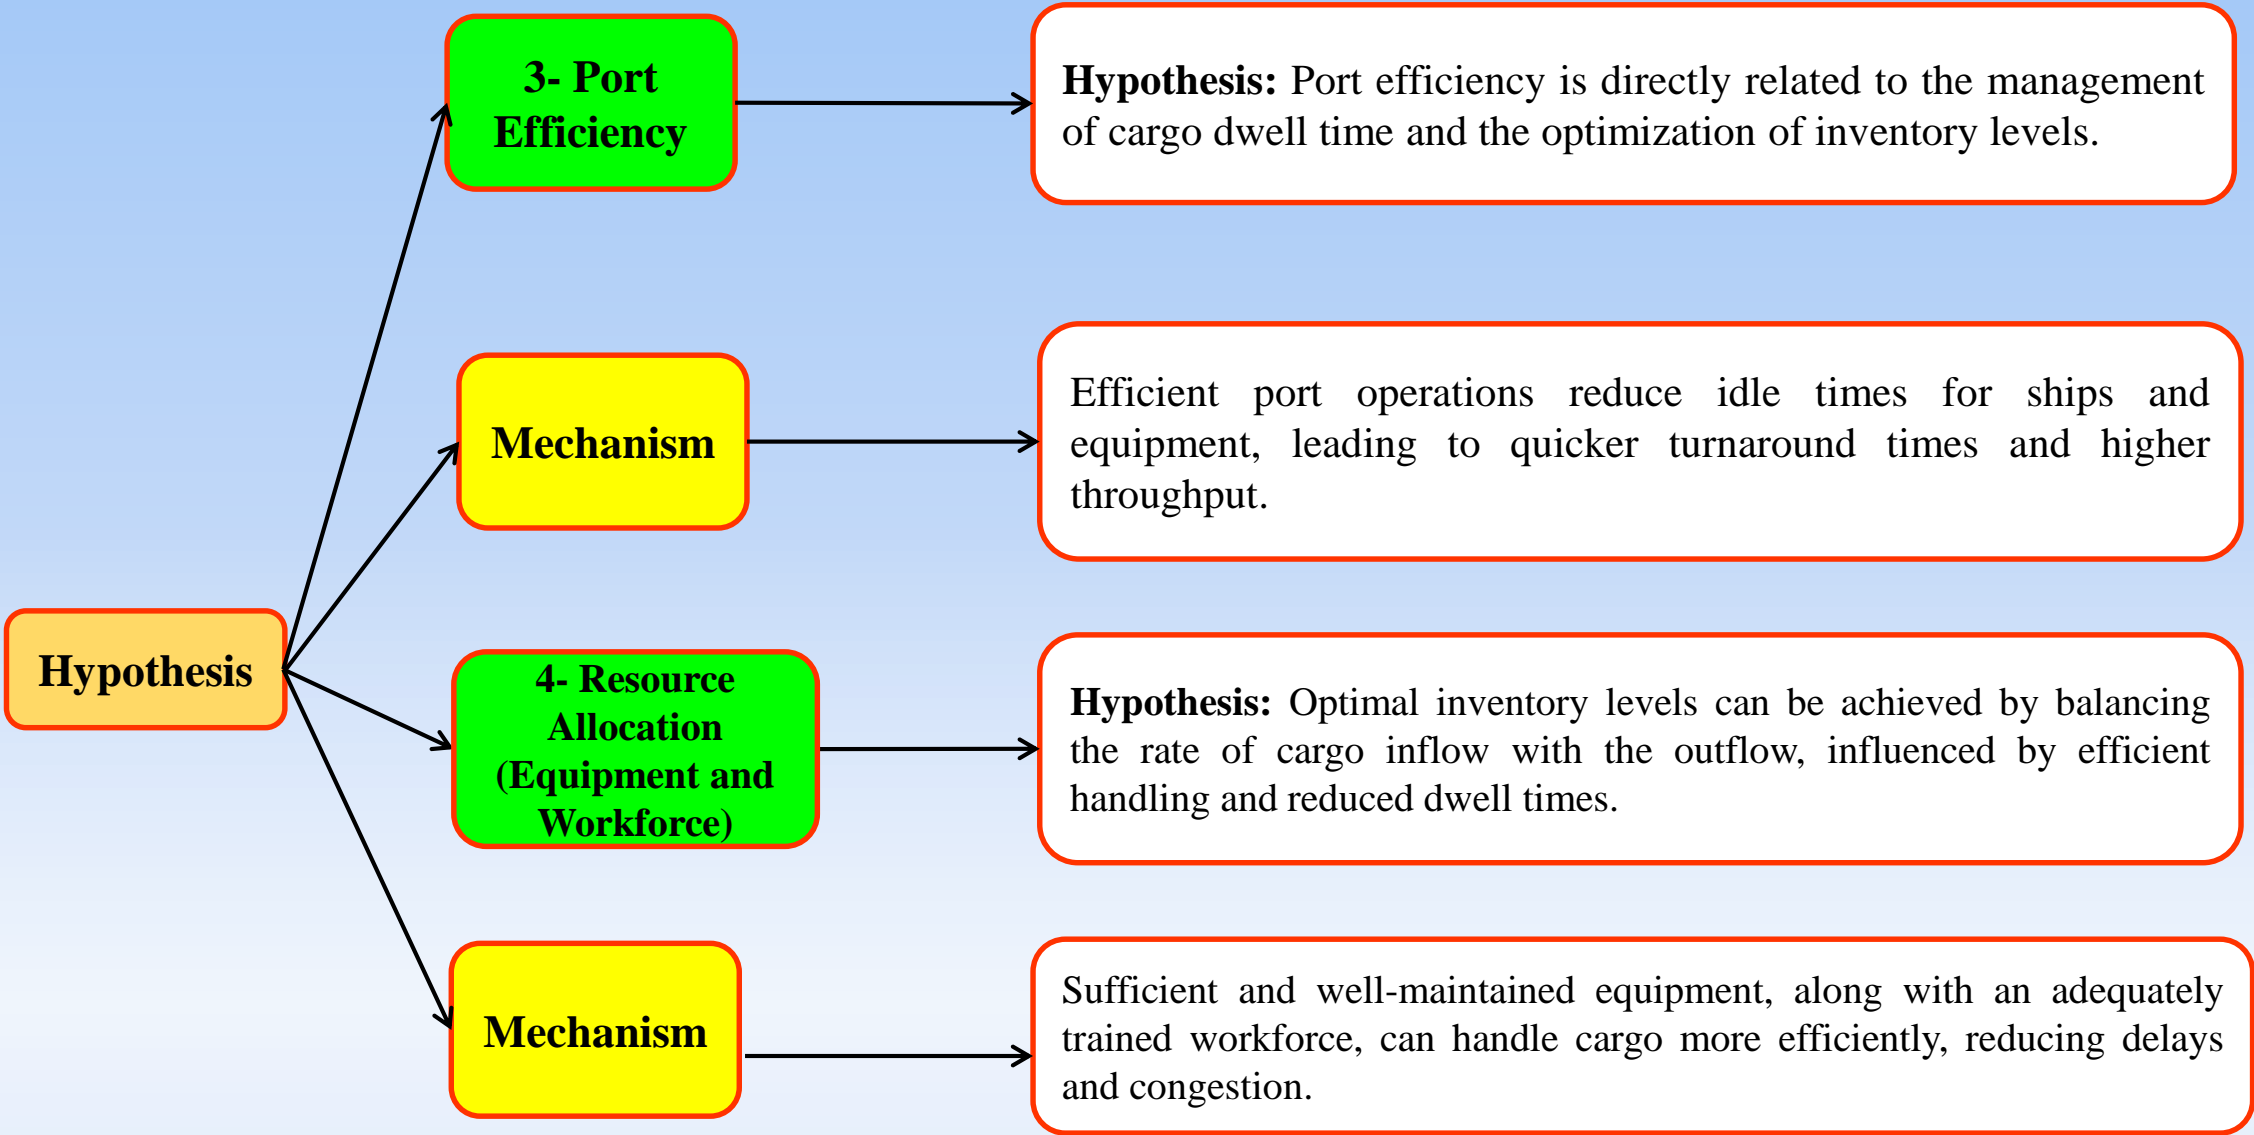 3- Port
Efficiency
Hypothesis: Port efficiency is directly related to the management
of cargo dwell time and the optimization of inventory levels.
Mechanism
Efficient port operations reduce idle times for ships and
equipment, leading to quicker turnaround times and higher
throughput.
Hypothesis
4- Resource
Allocation
(Equipment and
Workforce)
Hypothesis: Optimal inventory levels can be achieved by balancing
the rate of cargo inflow with the outflow, influenced by efficient
handling and reduced dwell times.
Mechanism
Sufficient and well-maintained equipment, along with an adequately
trained workforce, can handle cargo more efficiently, reducing delays
and congestion.